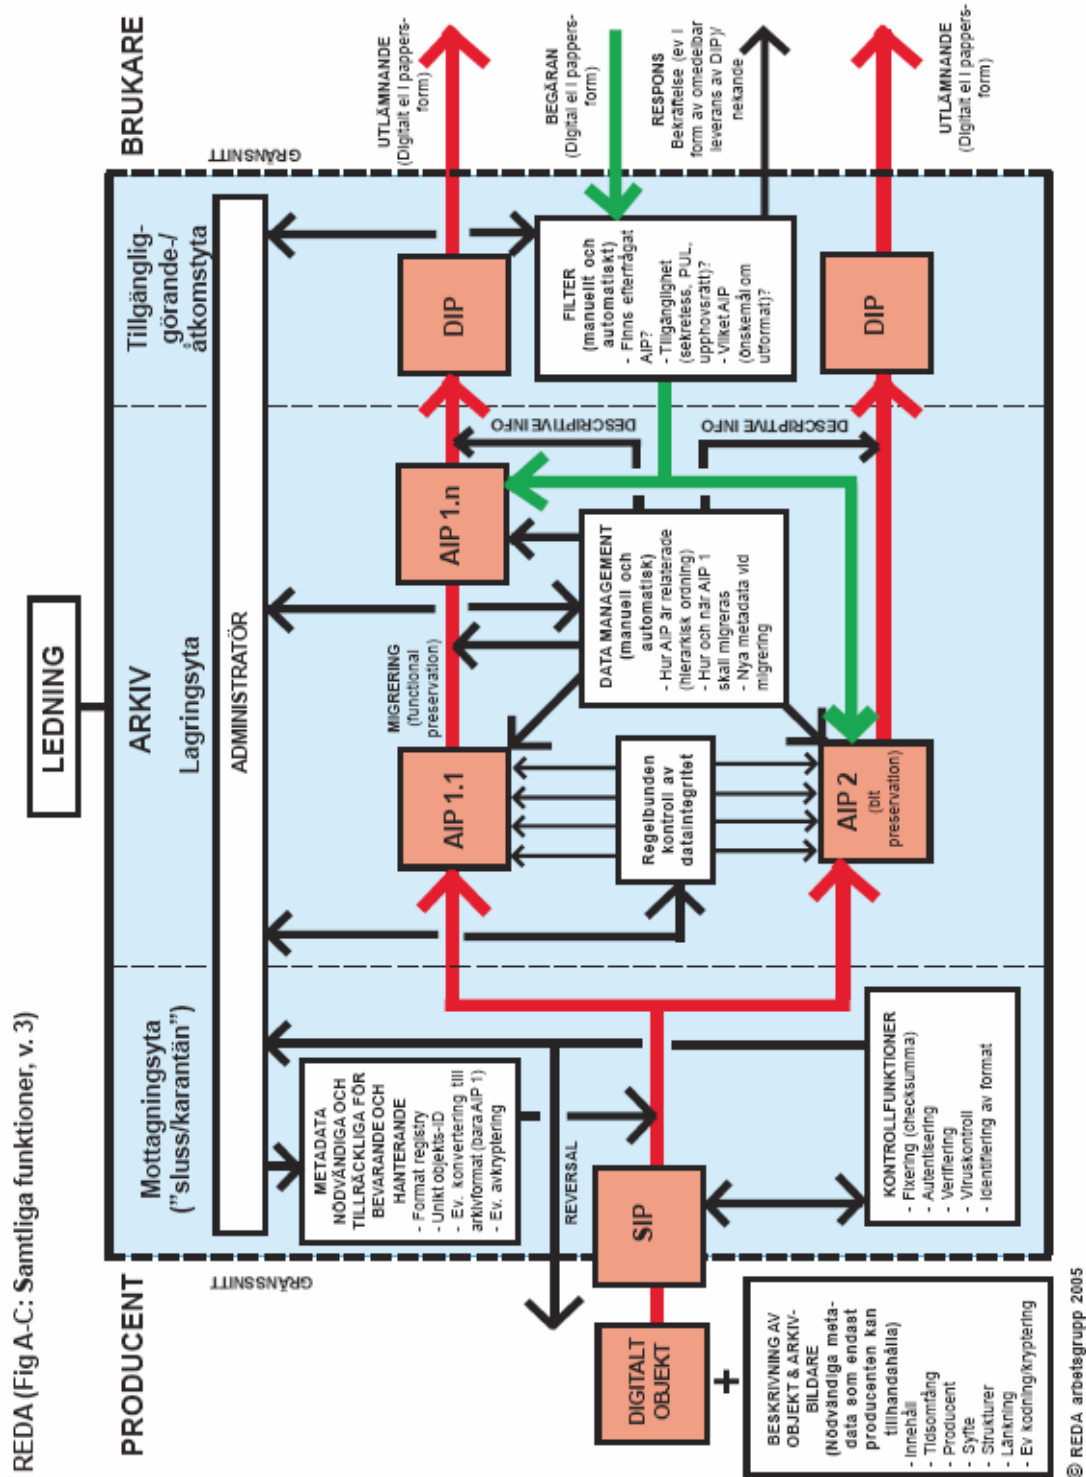 REDA (Fig A-C: Samtliga funktioner, v. 3)
LEDNING
PRODUCENT
ARKIV
BRUKARE
Mottagningsyta
("sluss/karantän")
Lagringsyta
Tillgänglig-
görande-/
åtkomstyta
GRÄNSSNITT
GRÄNSNITT
ADMINISTRATÖR
METADATA
NÖDVÄNDIGA OCH
TILLRÄCKLIGA FÖR
BEVARANDE OCH
HANTERANDE
- Format registry
- Unikt objekts-ID
- Ev. konvertering till
arkivformat (bara AIP 1)
- Ev. avkryptering
REVERSAL
DIGITALT
OBJEKT
SIP
+
BESKRIVNING AV
OBJEKT & ARKIV-
BILDARE
(Nödvändiga meta-
data som endast
producenten kan
tillhandahålla)
- Innehåll
- Tidsomfång
- Producent
- Syfte
- Strukturer
- Länkning
- Ev kodning/kryptering
KONTROLLFUNKTIONER
- Fixering (checksumma)
- Autentisering
- Verifiering
- Viruskontroll
- Identifiering av format
AIP 1.1
MIGRERING
(functional
preservation)
AIP 1.n
Regelbunden
kontroll av
dataintegritet
DATA MANAGEMENT
(manuell och
automatisk)
- Hur AIP är relaterade
(hierarkisk ordning)
- Hur och när AIP 1
skall migreras
- Nya metadata vid
migrering
AIP 2
(bit
preservation)
DESCRIPTIVE INFO
DESCRIPTIVE INFO
DIP
FILTER
(manuellt och
automatiskt)
- Finns efterfrågat
AIP?
- Tillgänglighet
(sekretess, PUL,
upphovsrätt)?
- Vilket AIP
(önskemål om
utformat)?
DIP
UTLÄMNANDE
(Digitalt el i pappers-
form)
BEGÄRAN
(Digital el i pappers-
form)
RESPONS
Bekräftelse (ev i
form av omedelbar
leverans av DIP)/
nekande
UTLÄMNANDE
(Digitalt el i pappers-
form)
© REDA arbetsgrupp 2005